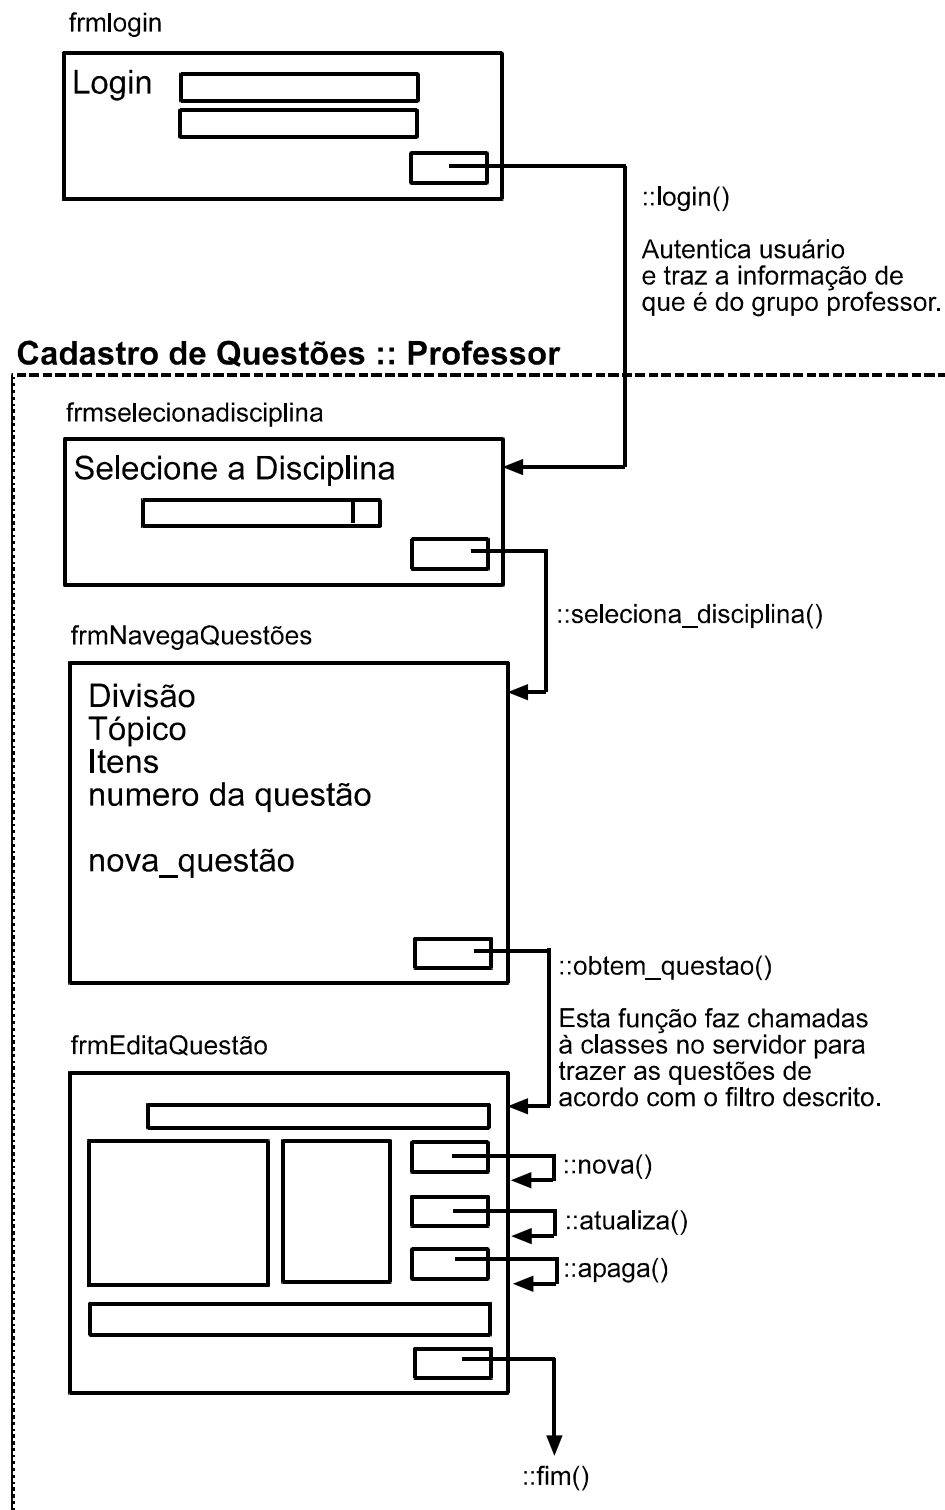 frmlogin
Login
::login()
Autentica usuário
e traz a informação de
que é do grupo professor.
Cadastro de Questões :: Professor
frmselecionadisciplina
Selecione a Disciplina
::seleciona_disciplina()
frmNavegaQuestões
Divisão
Tópico
Itens
numero da questão
nova_questão
::obtem_questao()
Esta função faz chamadas
à classes no servidor para
trazer as questões de
acordo com o filtro descrito.
frmEditaQuestão
::nova()
::atualiza()
::apaga()
::fim()